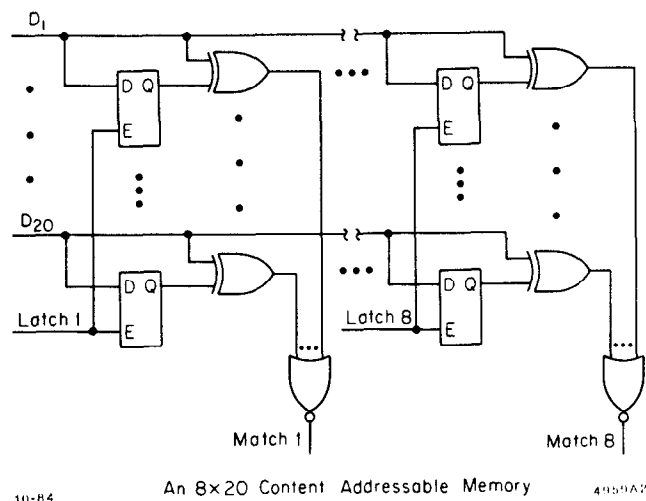 D1
D Q
E
D Q
E
D20
D Q
E
D Q
E
Latch 1
Latch 8
Match 1
Match 8
10-84
An 8×20 Content Addressable Memory
4959A2